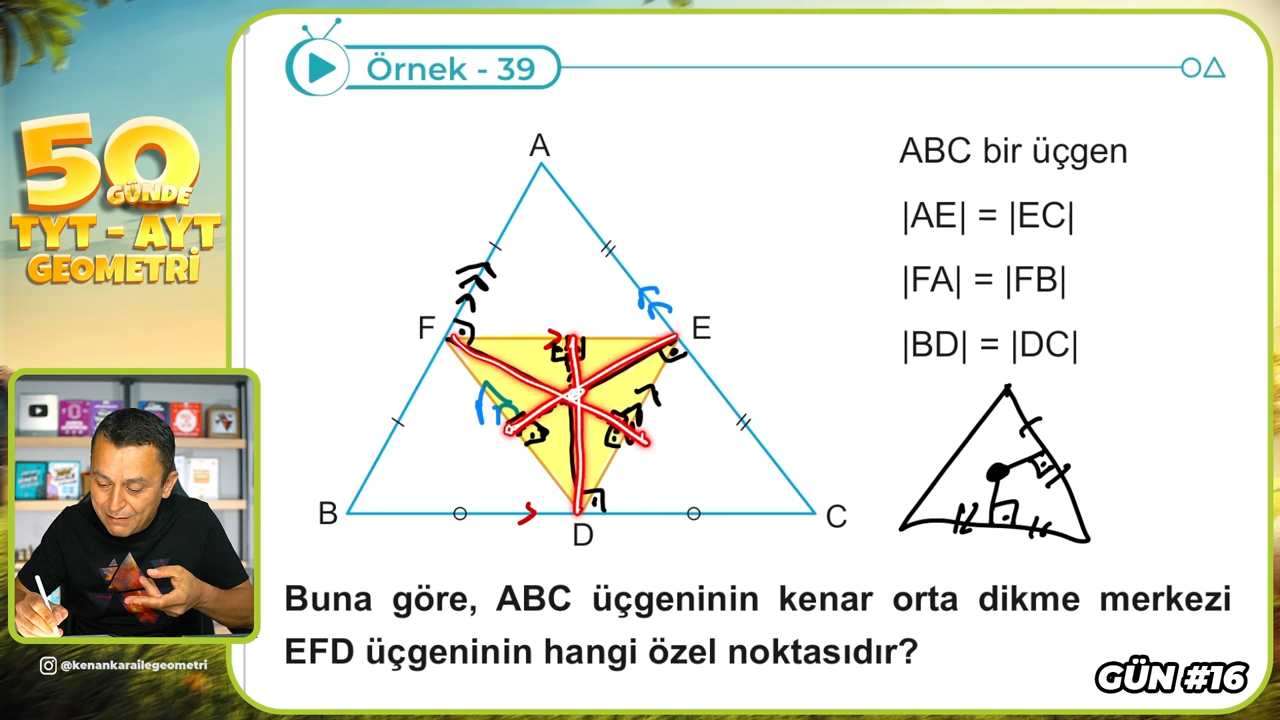 Örnek - 39
50
GÜNDE
TYT - AYT
GEOMETRİ
A
F
E
B
D
C
ABC bir üçgen
|AE| = |EC|
|FA| = |FB|
|BD| = |DC|
Buna göre, ABC üçgeninin kenar orta dikme merkezi
EFD üçgeninin hangi özel noktasıdır?
@kenankarailegeometri
GÜN #16